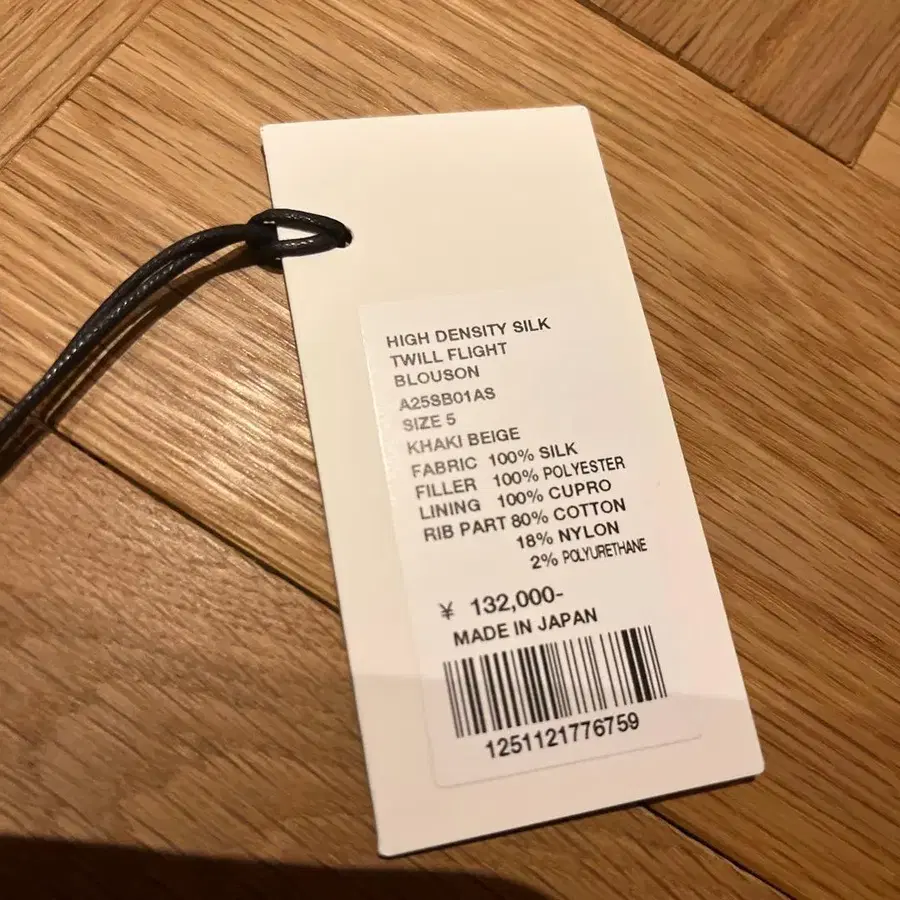 HIGH DENSITY SILK
TWILL FLIGHT
BLOUSON
A25SB01AS
SIZE 5
KHAKI BEIGE
FABRIC 100% SILK
FILLER 100% POLYESTER
LINING 100% CUPRO
RIB PART 80% COTTON
18% NYLON
2% POLYURETHANE
¥ 132,000-
MADE IN JAPAN
1251121776759